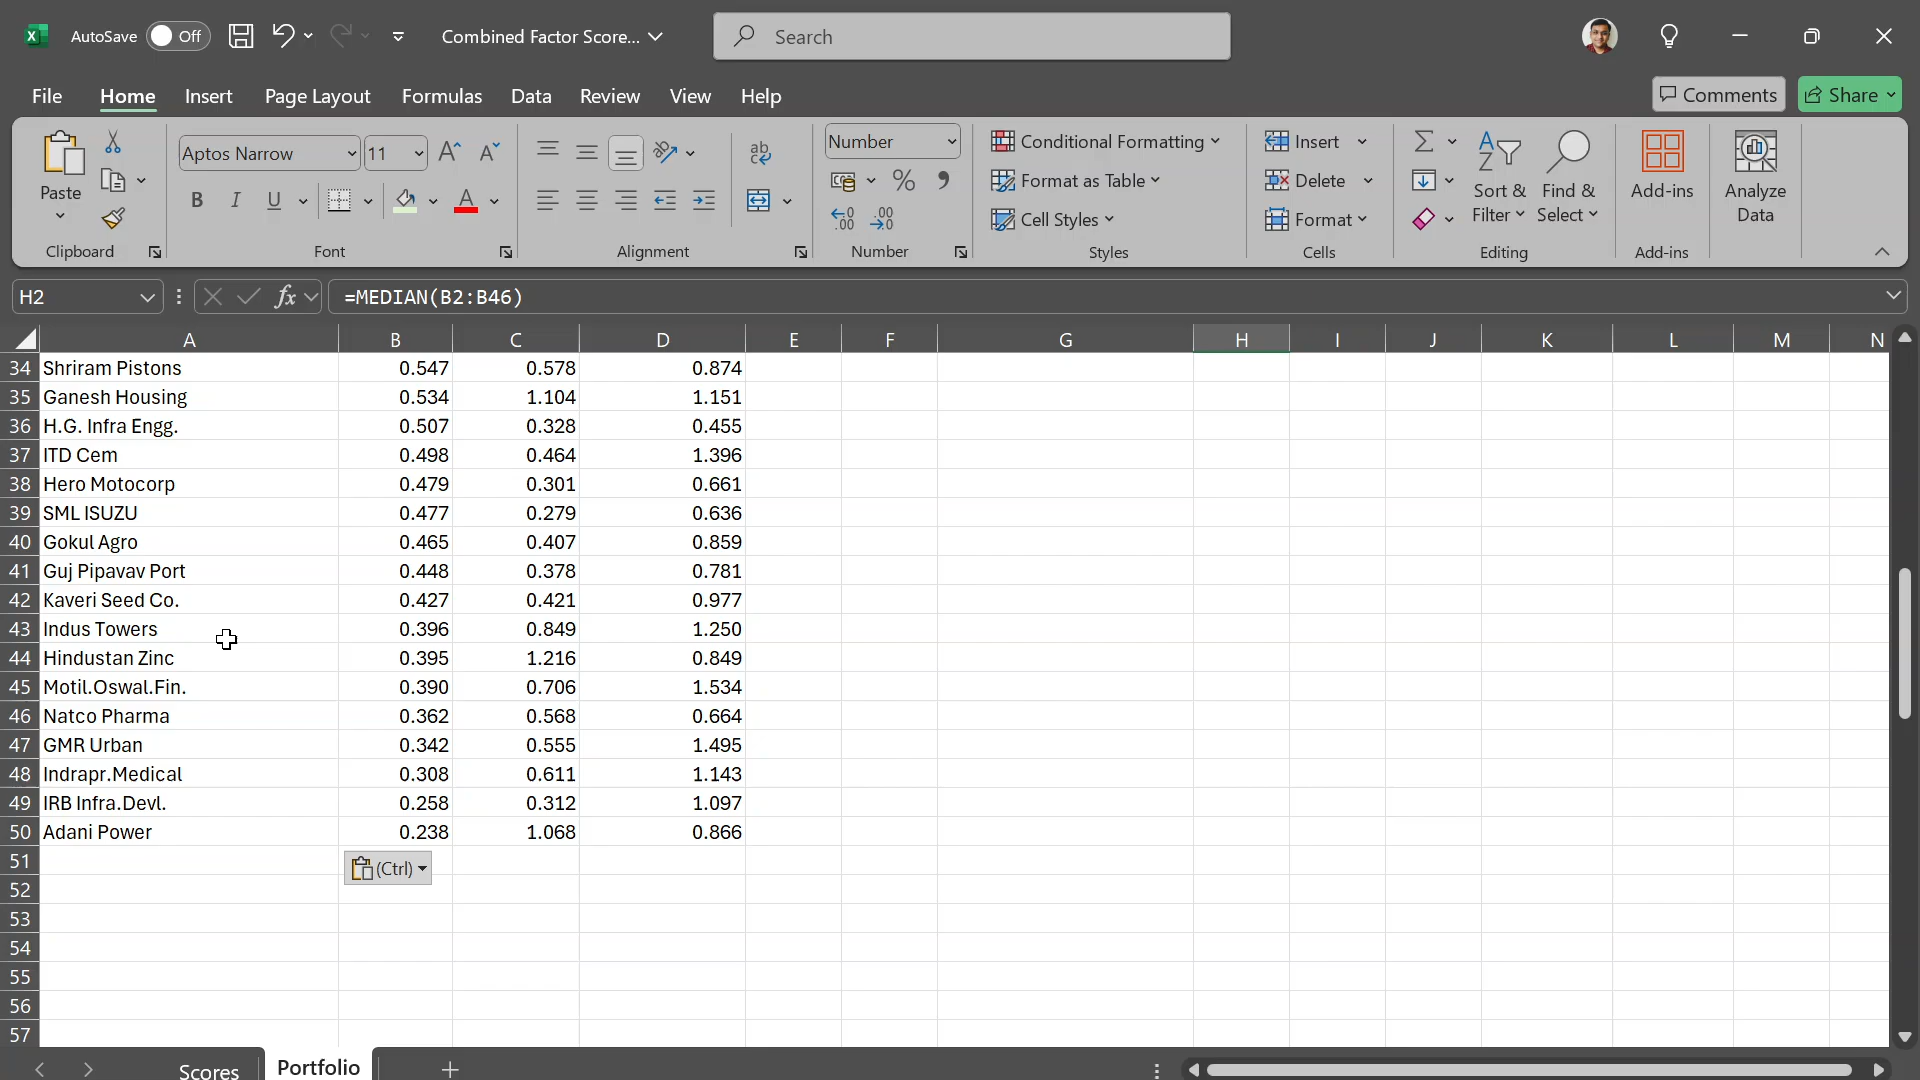 AutoSave Off Combined Factor Score... Search
File Home Insert Page Layout Formulas Data Review View Help Comments Share
Paste Aptos Narrow 11 Number Conditional Formatting Format as Table Cell Styles Insert Delete Format Sort & Filter Find & Select Add-ins Analyze Data
Clipboard Font Alignment Number Styles Cells Editing Add-ins
H2 fx =MEDIAN(B2:B46)
A B C D E F G H I J K L M N
34 Shriram Pistons 0.547 0.578 0.874
35 Ganesh Housing 0.534 1.104 1.151
36 H.G. Infra Engg. 0.507 0.328 0.455
37 ITD Cem 0.498 0.464 1.396
38 Hero Motocorp 0.479 0.301 0.661
39 SML ISUZU 0.477 0.279 0.636
40 Gokul Agro 0.465 0.407 0.859
41 Guj Pipavav Port 0.448 0.378 0.781
42 Kaveri Seed Co. 0.427 0.421 0.977
43 Indus Towers 0.396 0.849 1.250
44 Hindustan Zinc 0.395 1.216 0.849
45 Motil.Oswal.Fin. 0.390 0.706 1.534
46 Natco Pharma 0.362 0.568 0.664
47 GMR Urban 0.342 0.555 1.495
48 Indrapr.Medical 0.308 0.611 1.143
49 IRB Infra.Devl. 0.258 0.312 1.097
50 Adani Power 0.238 1.068 0.866
51 (Ctrl)
52
53
54
55
56
57
Scores Portfolio